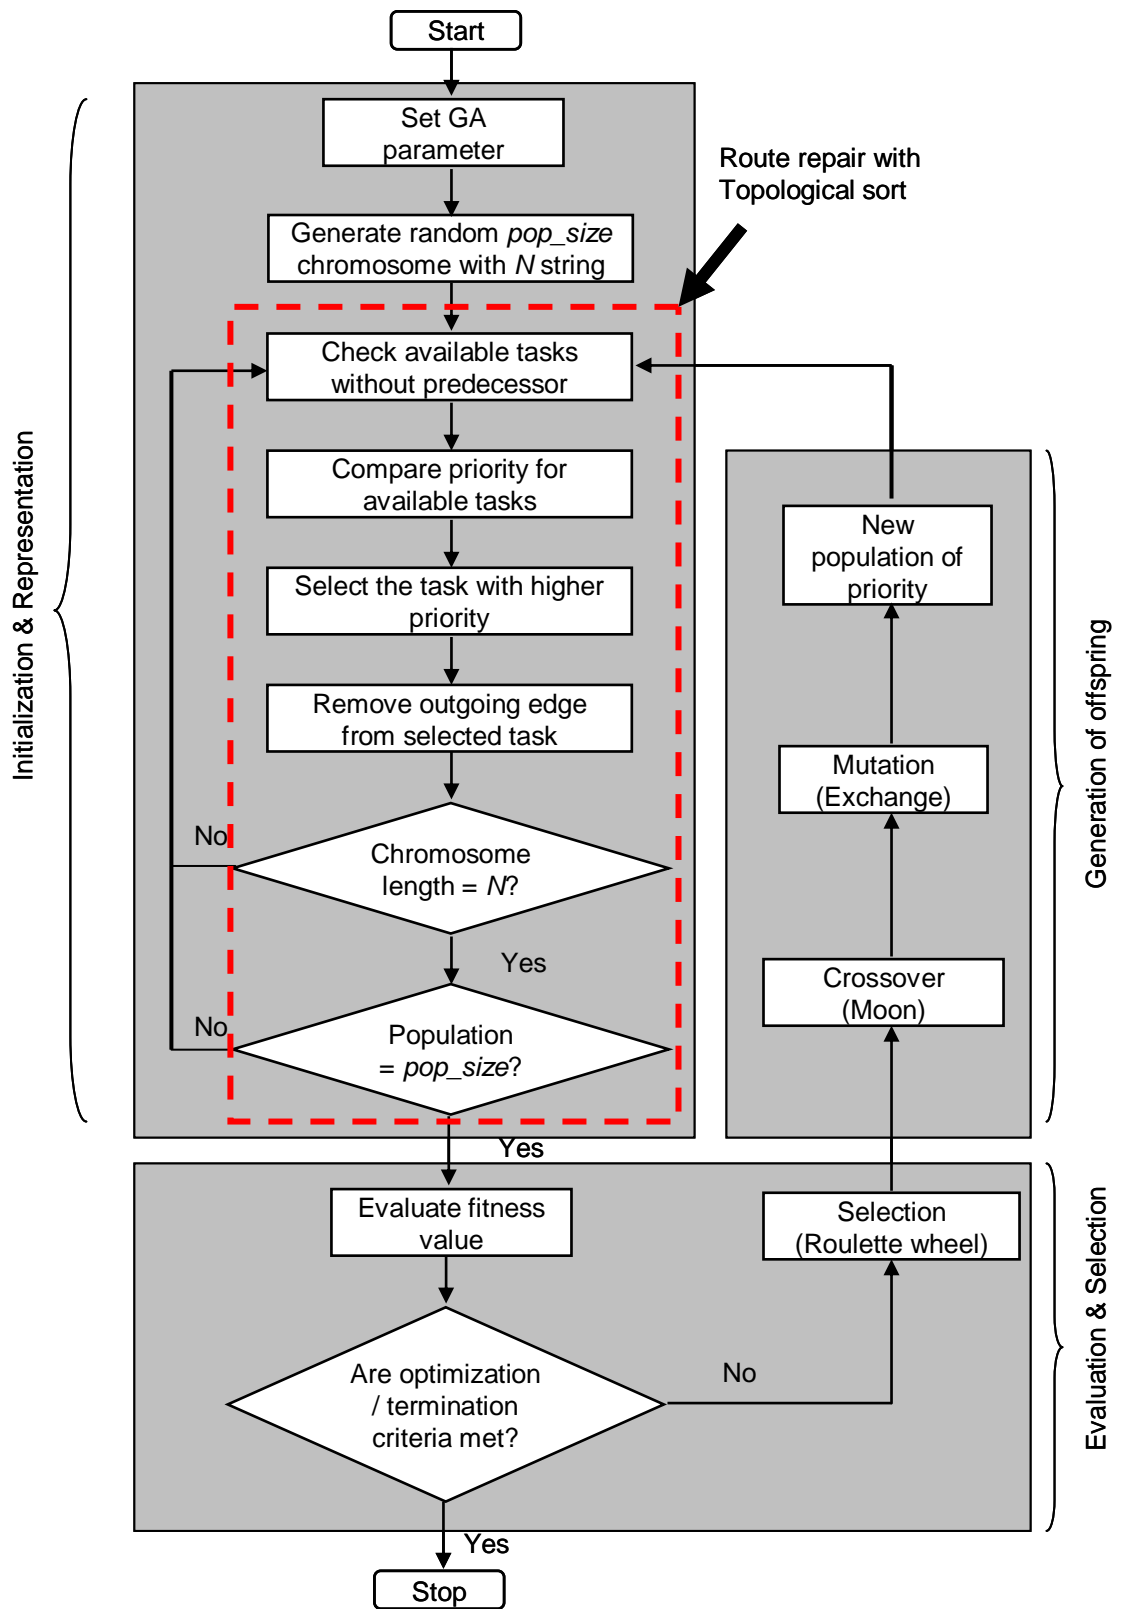 Start
Set GA
parameter
Route repair with
Topological sort
Generate random pop_size
chromosome with N string
Check available tasks
without predecessor
Compare priority for
available tasks
Select the task with higher
priority
Remove outgoing edge
from selected task
No
Chromosome
length = N?
Yes
No
Population
= pop_size?
Yes
Initialization & Representation
New
population of
priority
Mutation
(Exchange)
Crossover
(Moon)
Generation of offspring
Evaluate fitness
value
Selection
(Roulette wheel)
Are optimization
/ termination
criteria met?
No
Evaluation & Selection
Yes
Stop